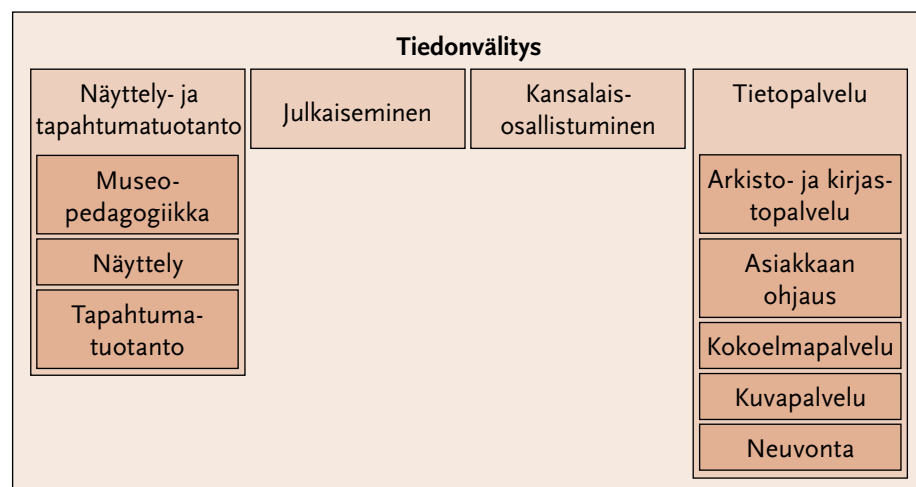 Tiedonvälitys
Näyttely- ja
tapahtumatuotanto
Museo-
pedagogiikka
Näyttely
Tapahtuma-
tuotanto
Julkaiseminen
Kansalais-
osallistuminen
Tietopalvelu
Arkisto- ja kirjas-
topalvelu
Asiakkaan
ohjaus
Kokoelmapalvelu
Kuvapalvelu
Neuvonta